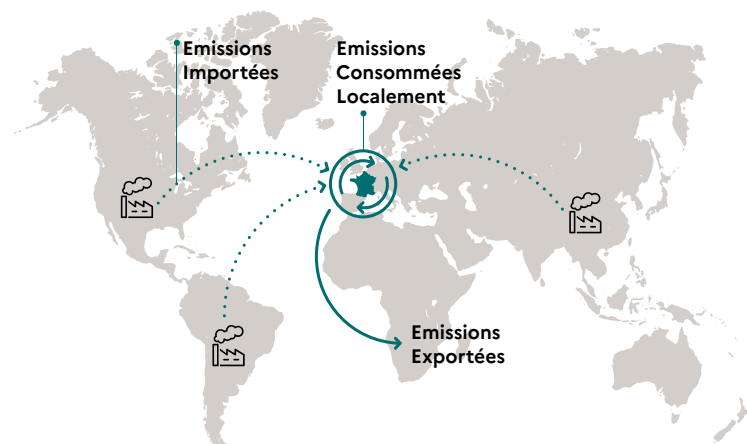 Emissions
Importées
Emissions
Consommées
Localement
Emissions
Exportées